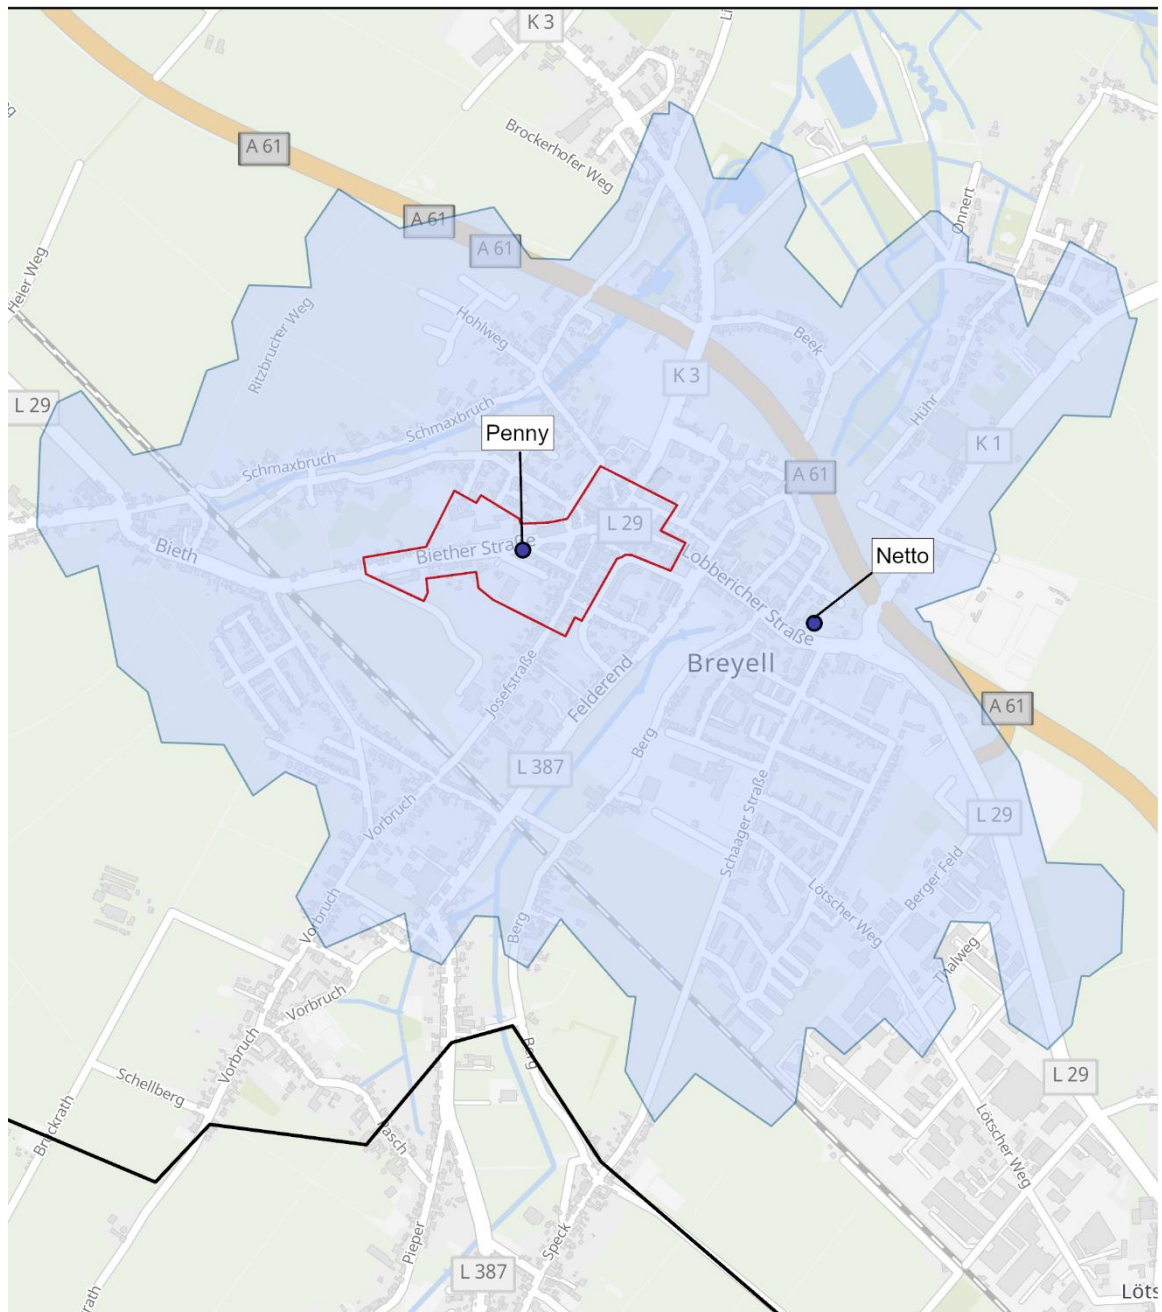 K 3
A 61
Brockerhofer Weg
A 61
A 61
Onnert
Heier Weg
Ritzbrucher Weg
Hohlweg
Beek
K 3
L 29
Hühr
K 1
Penny
Schmaxbruch
Schmaxbruch
A 61
L 29
Bieth
Biether Straße
Lobbericher Straße
Netto
Breyell
Josefstraße
Felderend
A 61
Berg
L 387
Vorbruch
Schaager Straße
L 29
Berger Feld
Lötscher Weg
Vorbruch
Berg
Thalweg
Vorbruch
Vorbruch
Berg
Schellberg
L 29
Bruckrath
Lötscher Weg
Pieper
Speck
L 387